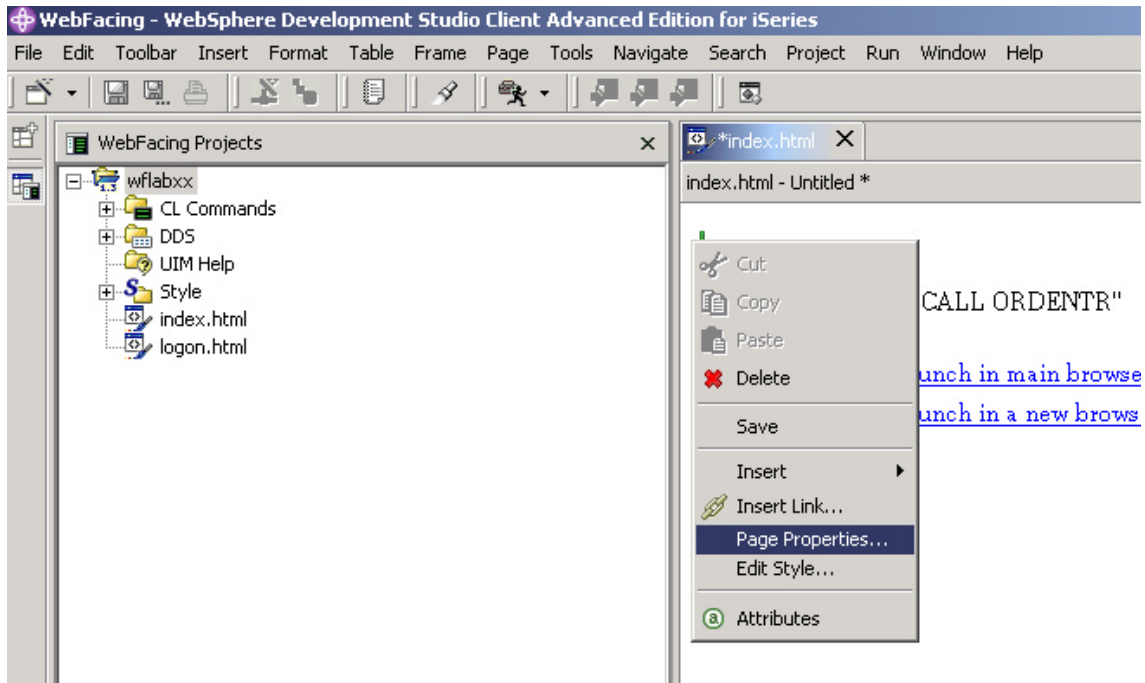 WebFacing - WebSphere Development Studio Client Advanced Edition for iSeries
File Edit Toolbar Insert Format Table Frame Page Tools Navigate Search Project Run Window Help
WebFacing Projects
*index.html
wflabxx
index.html - Untitled *
CL Commands
DDS
UIM Help
Style
index.html
logon.html
Cut
Copy
CALL ORDENTR"
Paste
Delete
unch in main browse
Save
unch in a new brows
Insert
Insert Link...
Page Properties...
Edit Style...
Attributes